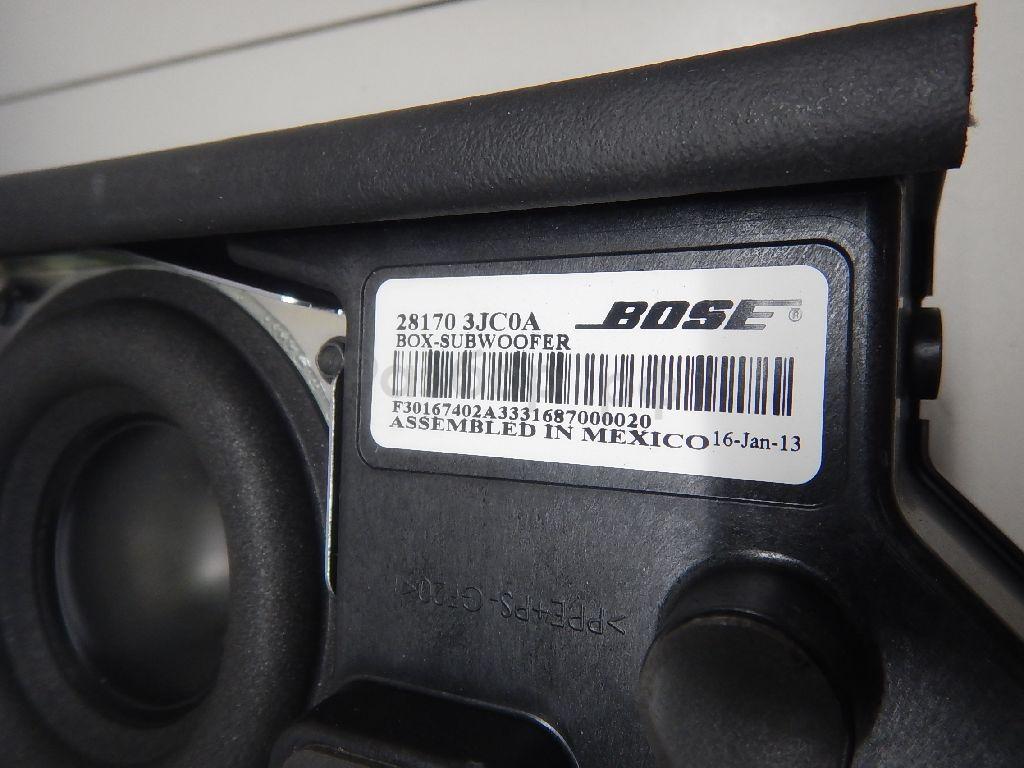 28170 3JC0A
BOSE®
BOX-SUBWOOFER
F30167402A3331687000020
ASSEMBLED IN MEXICO 16-Jan-13
>PPE+PS-GF20<